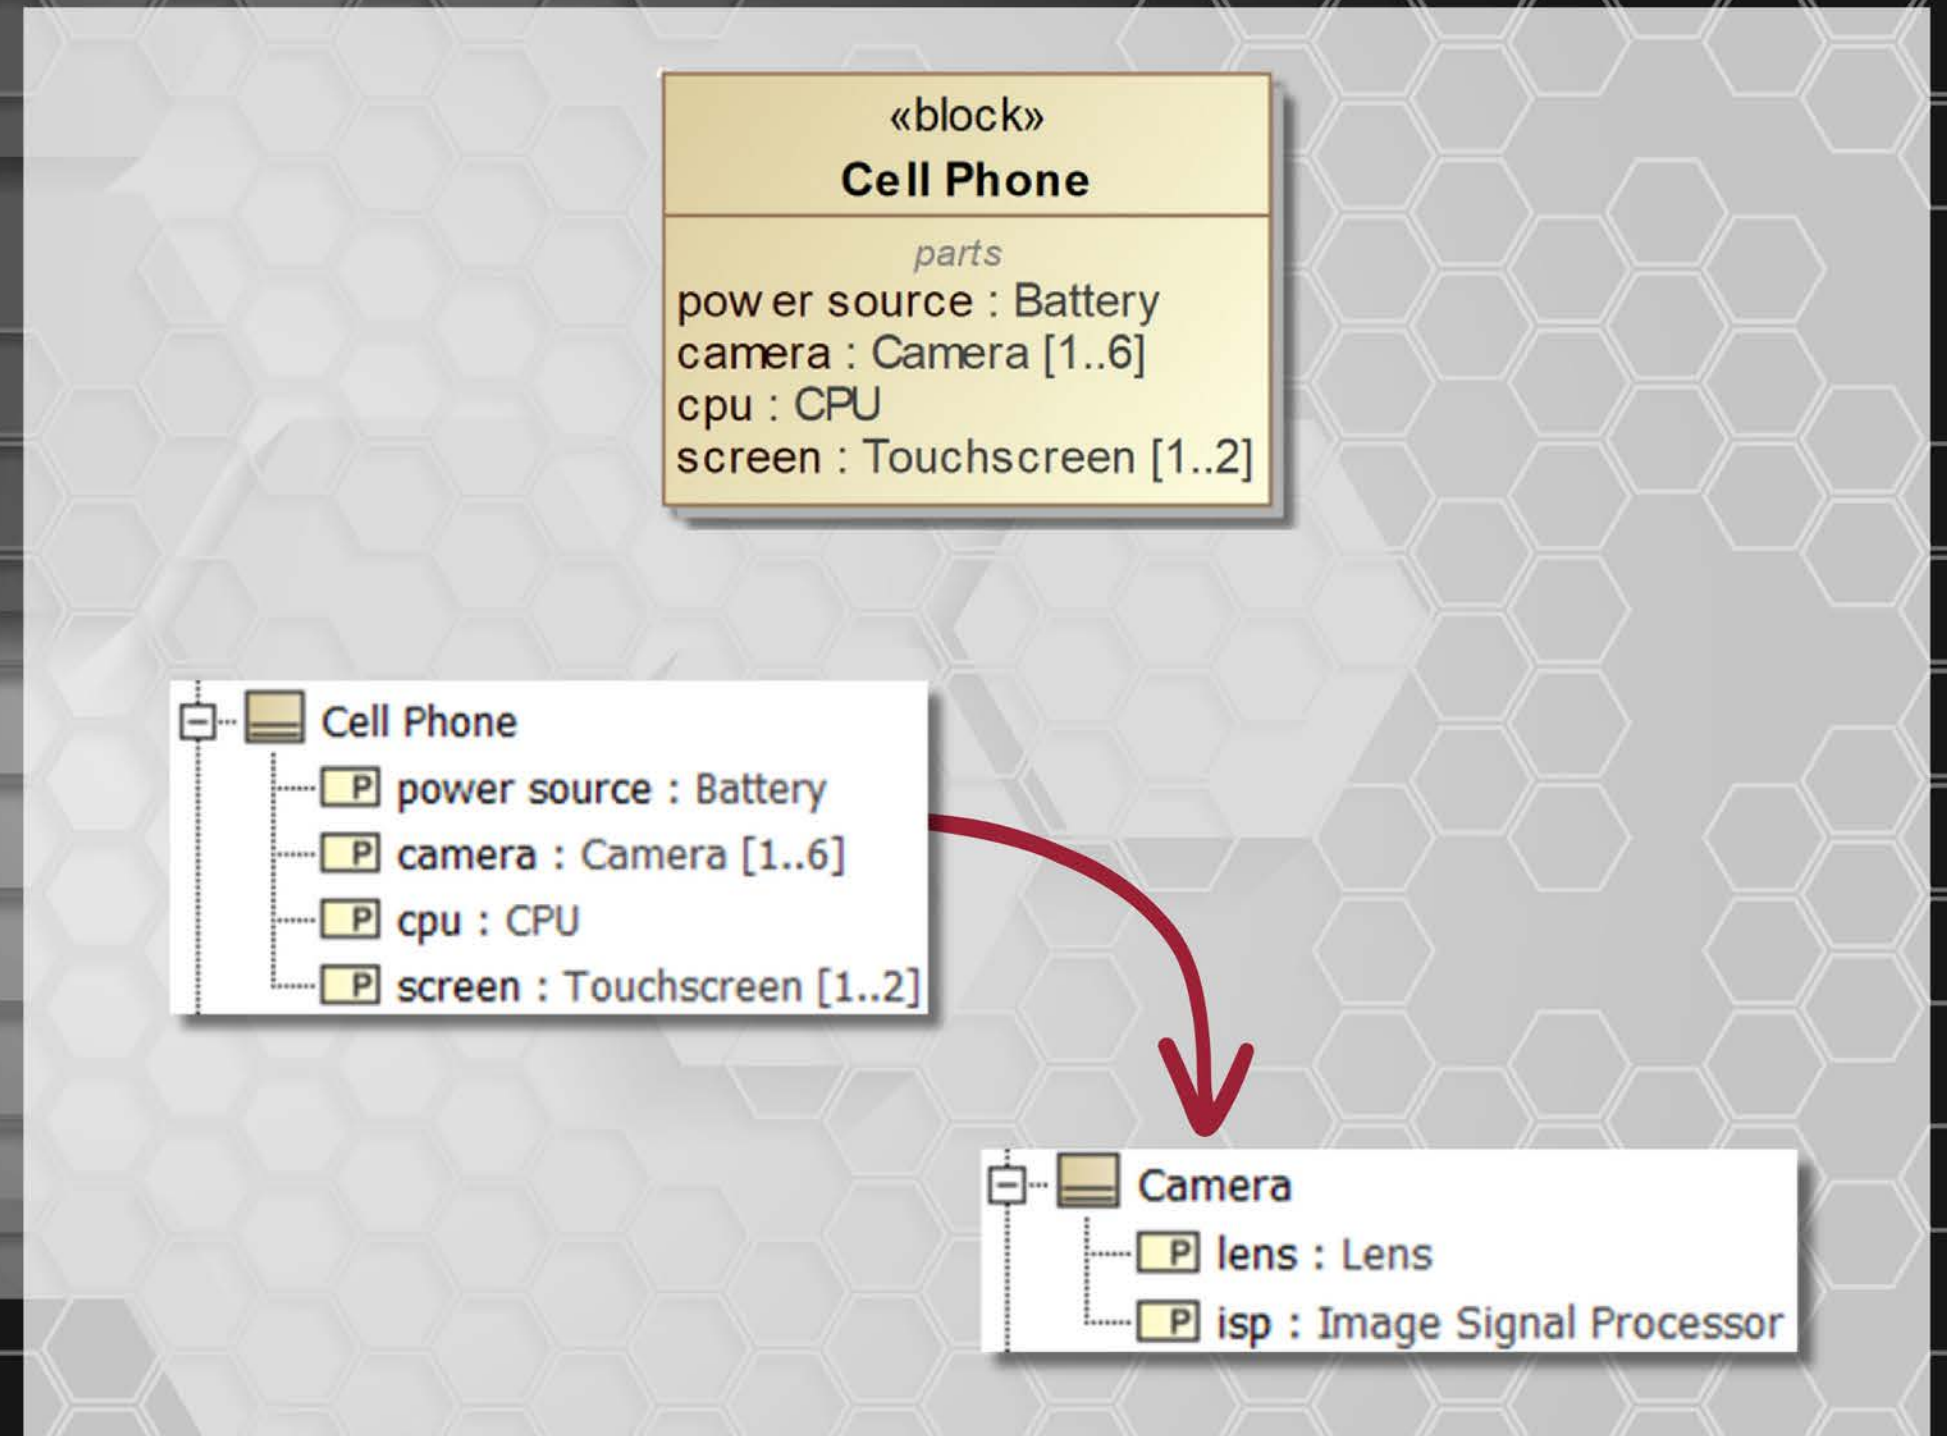 «block»
Cell Phone
parts
power source : Battery
camera : Camera [1..6]
cpu : CPU
screen : Touchscreen [1..2]
Cell Phone
P power source : Battery
P camera : Camera [1..6]
P cpu : CPU
P screen : Touchscreen [1..2]
Camera
P lens : Lens
P isp : Image Signal Processor